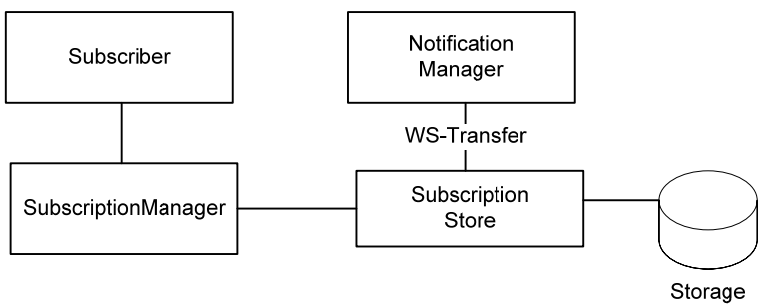 Subscriber
Notification
Manager
WS-Transfer
SubscriptionManager
Subscription
Store
Storage